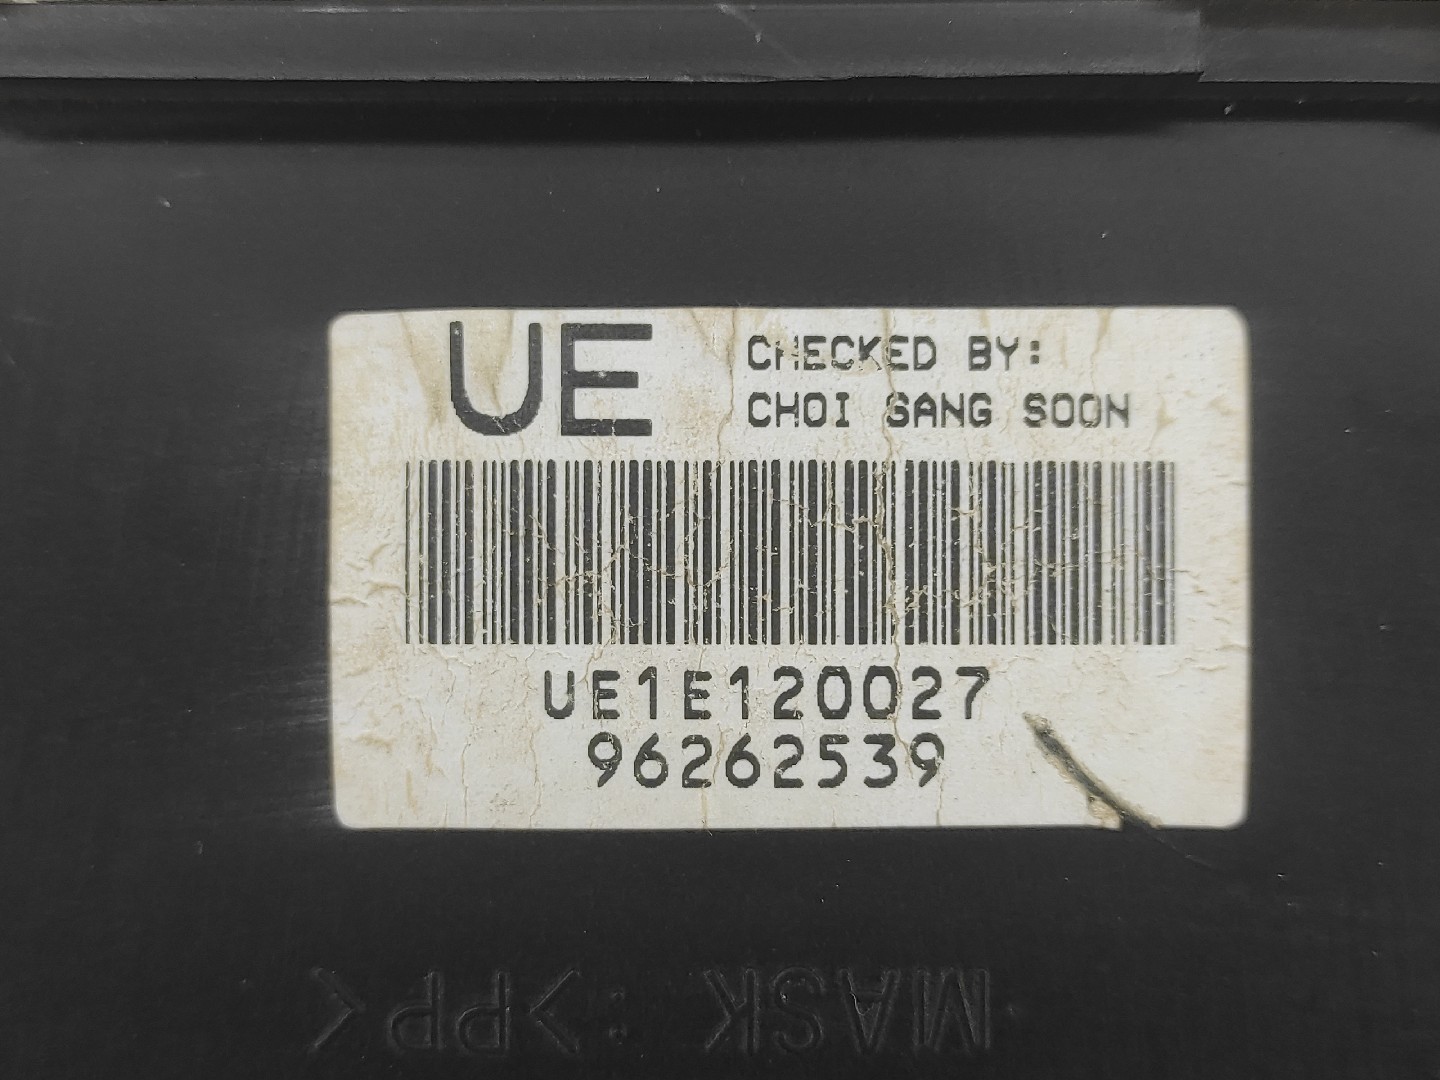 UE
CHECKED BY:
CHOI SANG SOON
UE1E120027
96262539
MASK : >PP<